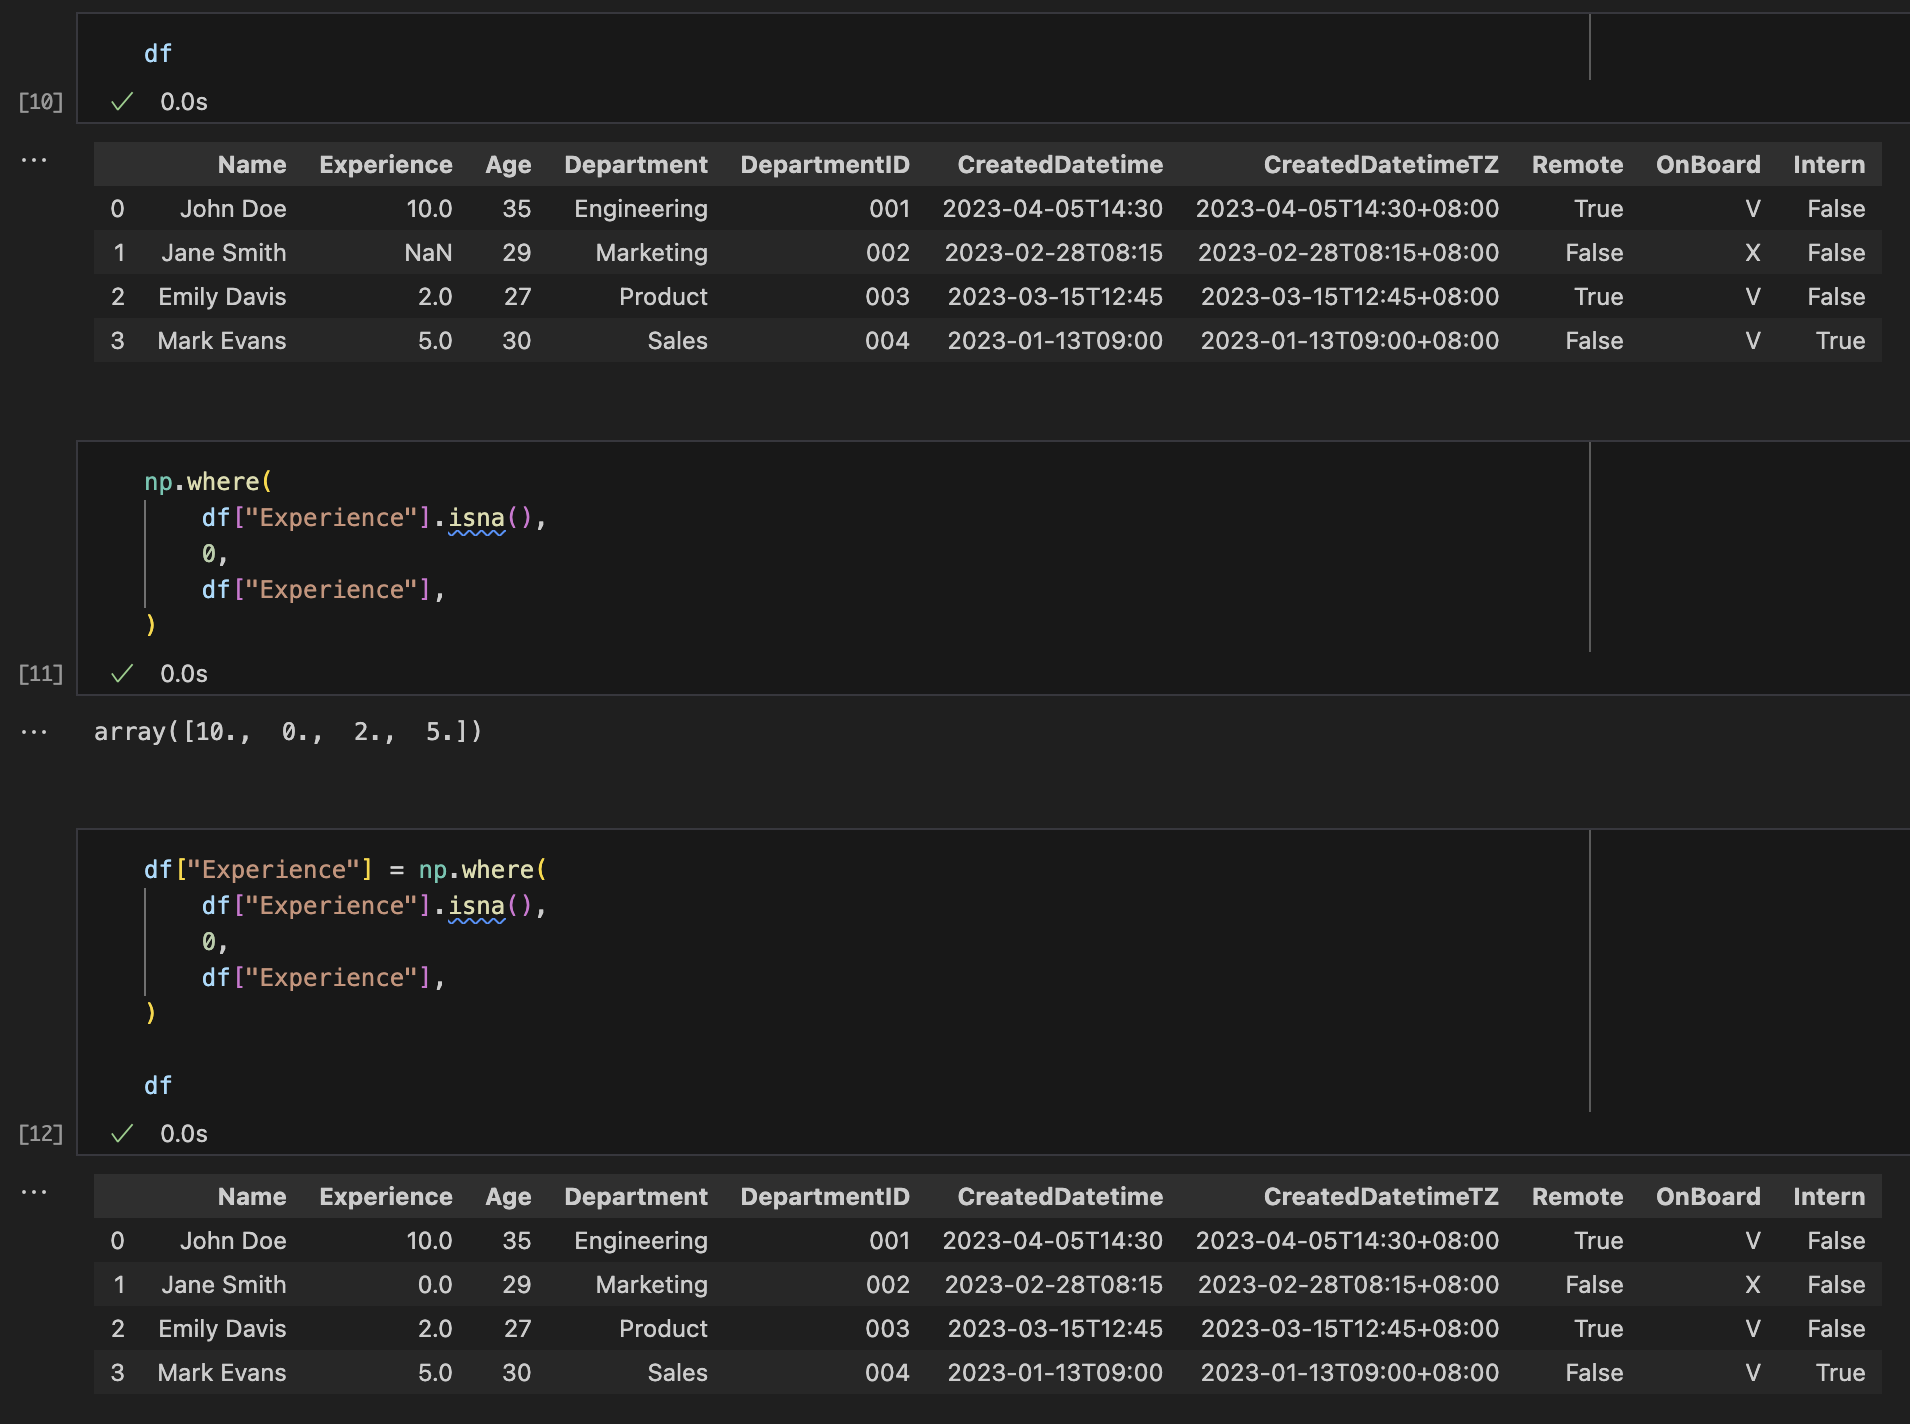 df
[10] ✓ 0.0s
... Name Experience Age Department DepartmentID CreatedDatetime CreatedDatetimeTZ Remote OnBoard Intern
0 John Doe 10.0 35 Engineering 001 2023-04-05T14:30 2023-04-05T14:30+08:00 True V False
1 Jane Smith NaN 29 Marketing 002 2023-02-28T08:15 2023-02-28T08:15+08:00 False X False
2 Emily Davis 2.0 27 Product 003 2023-03-15T12:45 2023-03-15T12:45+08:00 True V False
3 Mark Evans 5.0 30 Sales 004 2023-01-13T09:00 2023-01-13T09:00+08:00 False V True
np.where(
    df["Experience"].isna(),
    0,
    df["Experience"],
)
[11] ✓ 0.0s
... array([10.,  0.,  2.,  5.])
df["Experience"] = np.where(
    df["Experience"].isna(),
    0,
    df["Experience"],
)
df
[12] ✓ 0.0s
... Name Experience Age Department DepartmentID CreatedDatetime CreatedDatetimeTZ Remote OnBoard Intern
0 John Doe 10.0 35 Engineering 001 2023-04-05T14:30 2023-04-05T14:30+08:00 True V False
1 Jane Smith 0.0 29 Marketing 002 2023-02-28T08:15 2023-02-28T08:15+08:00 False X False
2 Emily Davis 2.0 27 Product 003 2023-03-15T12:45 2023-03-15T12:45+08:00 True V False
3 Mark Evans 5.0 30 Sales 004 2023-01-13T09:00 2023-01-13T09:00+08:00 False V True